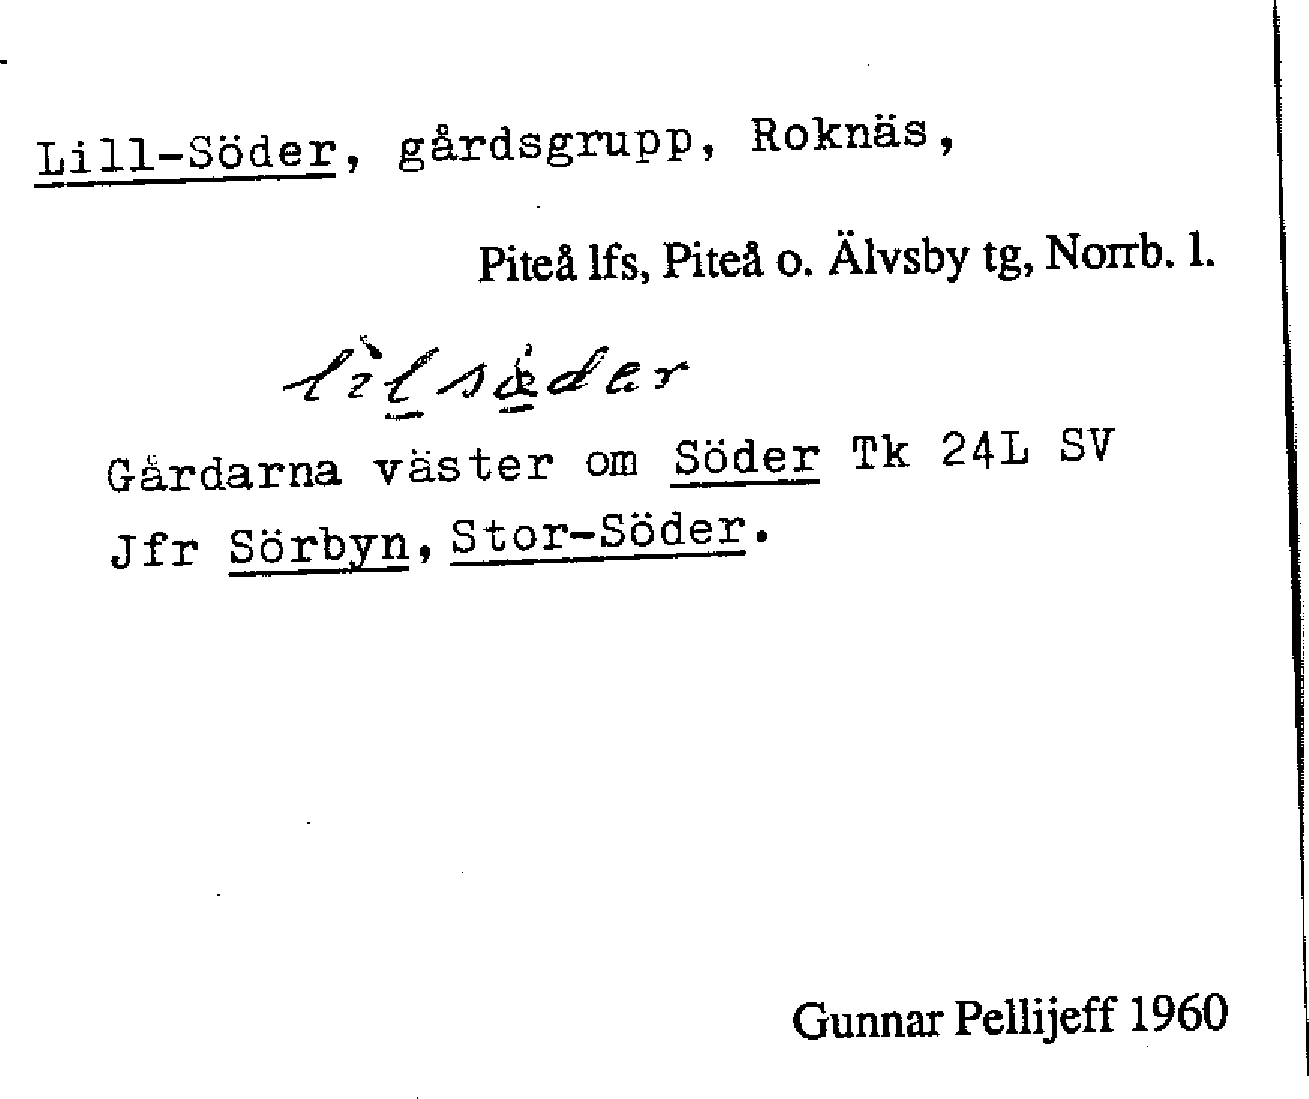 Lill-Söder, gårdsgrupp, Roknäs,
Piteå lfs, Piteå o. Älvsby tg, Norrb. l.
Gårdarna väster om Söder Tk 24L SV
Jfr Sörbyn, Stor-Söder.
Gunnar Pellijeff 1960